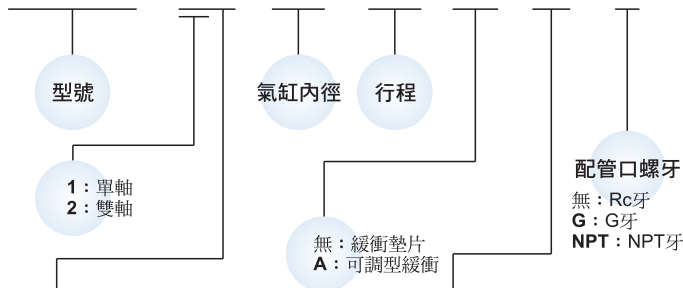 型號
氣缸內徑
行程
配管口螺牙
無：Rc牙
G：G牙
NPT：NPT牙
1：單軸
2：雙軸
無：緩衝墊片
A：可調型緩衝